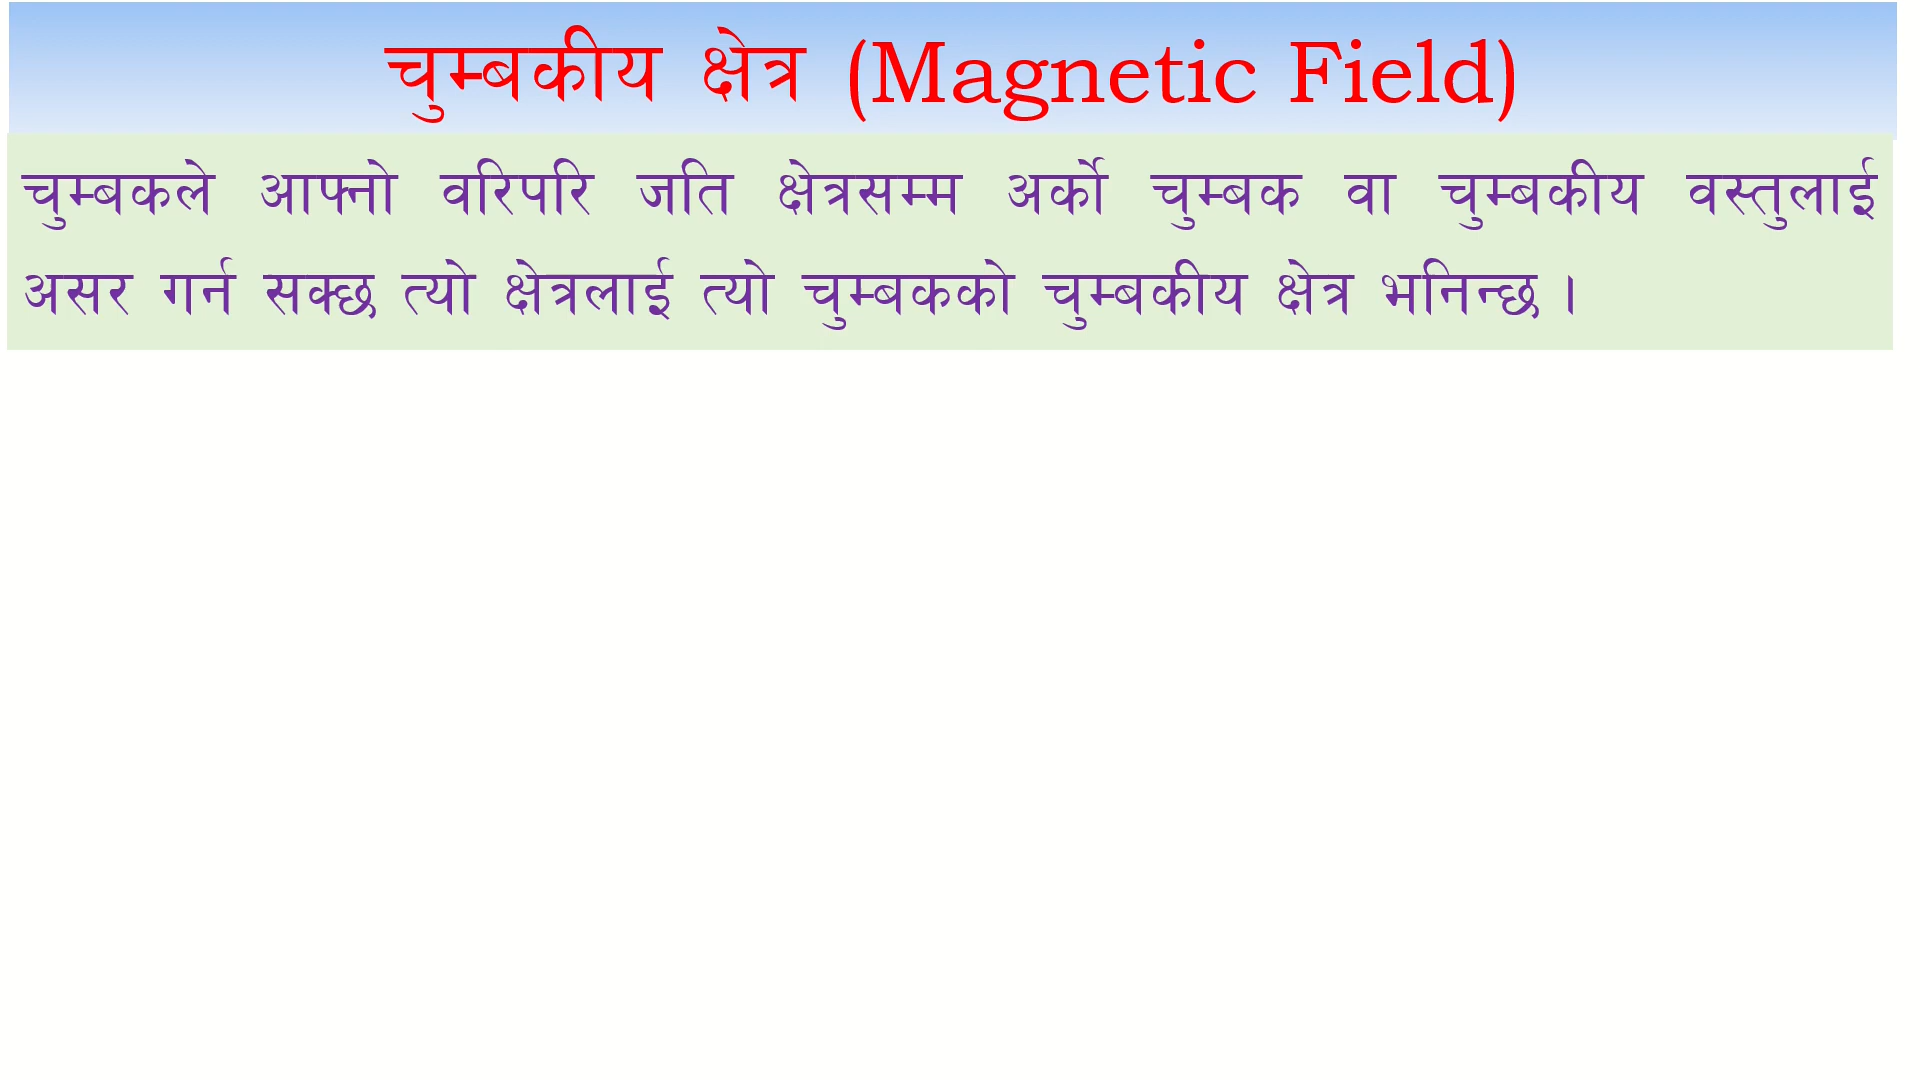 चुम्बकीय क्षेत्र (Magnetic Field)
चुम्बकले आफ्नो वरिपरि जति क्षेत्रसम्म अर्को चुम्बक वा चुम्बकीय वस्तुलाई
असर गर्न सक्छ त्यो क्षेत्रलाई त्यो चुम्बकको चुम्बकीय क्षेत्र भनिन्छ ।